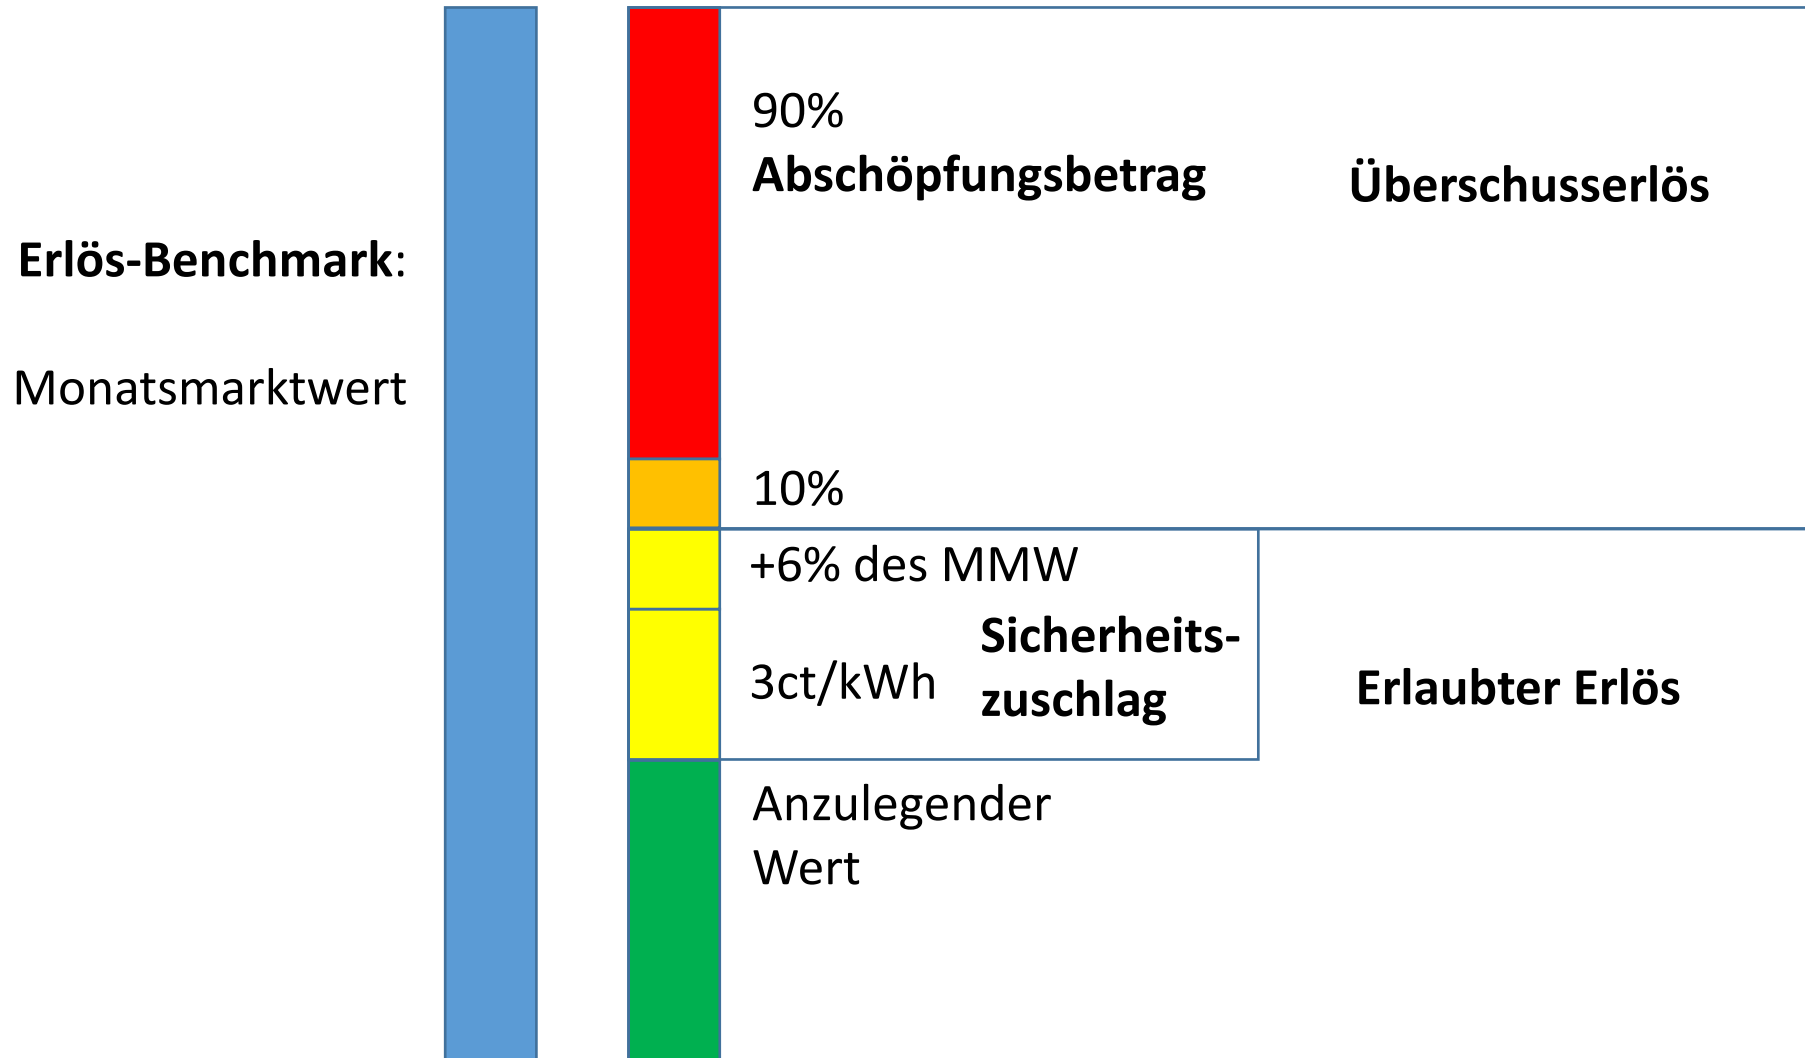 Erlös-Benchmark:
Monatsmarktwert
90%
Abschöpfungsbetrag
Überschusserlös
10%
+6% des MMW
3ct/kWh
Sicherheits-
zuschlag
Erlaubter Erlös
Anzulegender
Wert